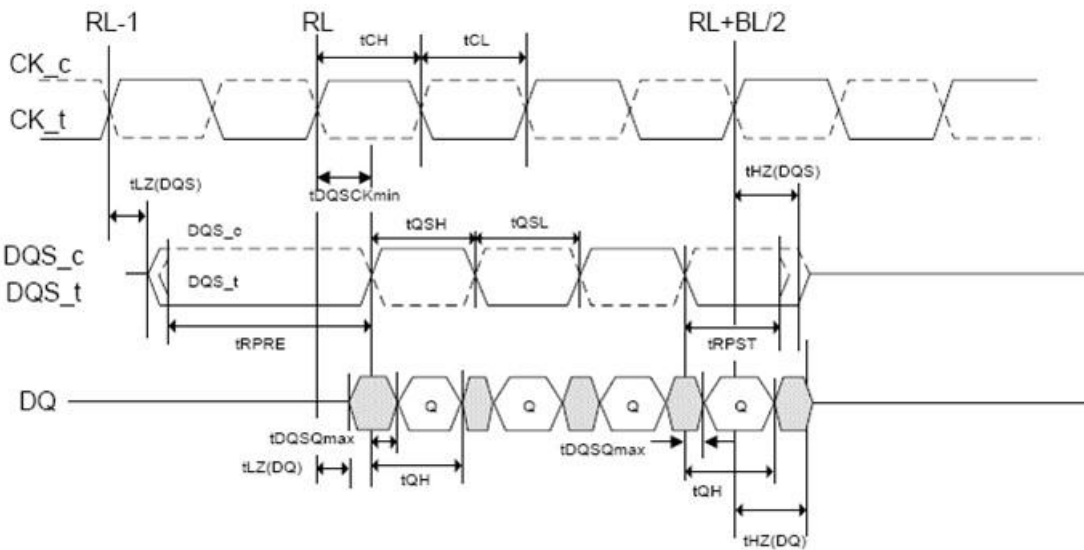 RL-1
RL
RL+BL/2
tCH
tCL
CK_c
CK_t
tLZ(DQS)
tDQSCKmin
tHZ(DQS)
DQS_c
tQSH
tQSL
DQS_c
DQS_t
DQS_t
tRPRE
tRPST
DQ
Q
Q
Q
Q
tDQSQmax
tDQSQmax
tLZ(DQ)
tQH
tQH
tHZ(DQ)